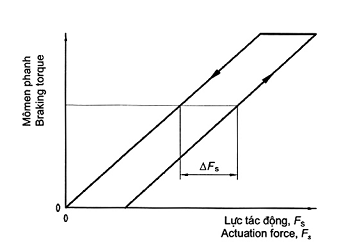 Mômen phanh
Braking torque
ΔFs
0
0
Lực tác động, FS
Actuation force, Fs